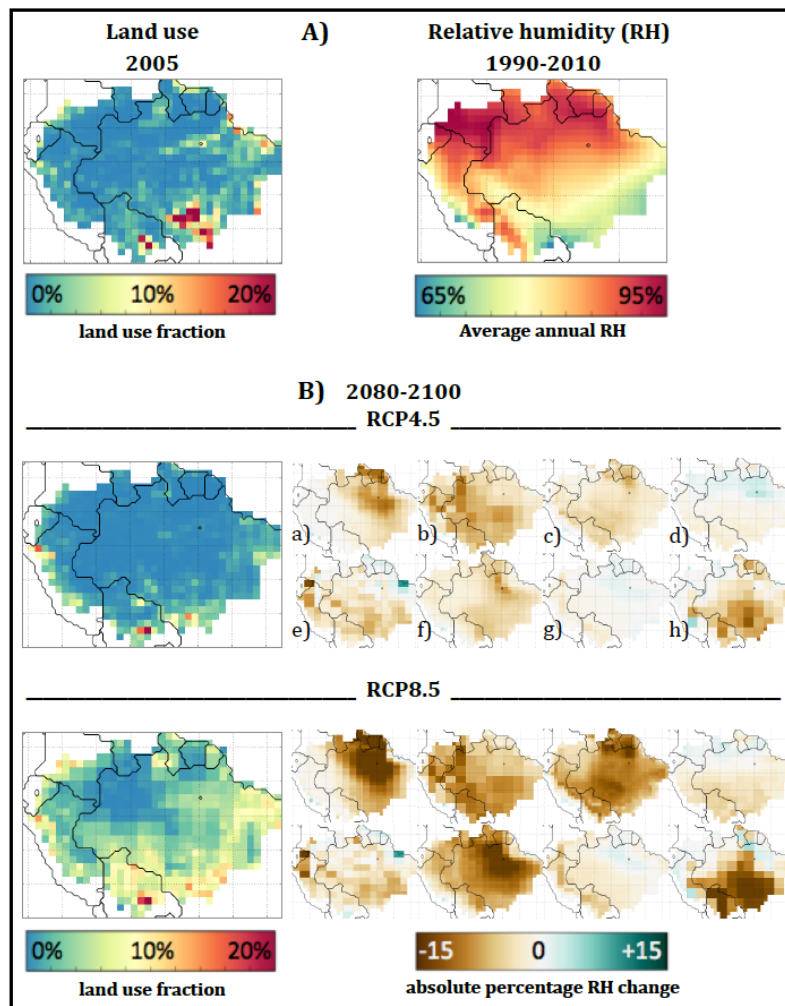 Land use
2005
A)
Relative humidity (RH)
1990-2010
0% 10% 20%
land use fraction
65% 95%
Average annual RH
B) 2080-2100
RCP4.5
a) b) c) d)
e) f) g) h)
RCP8.5
0% 10% 20%
land use fraction
-15 0 +15
absolute percentage RH change